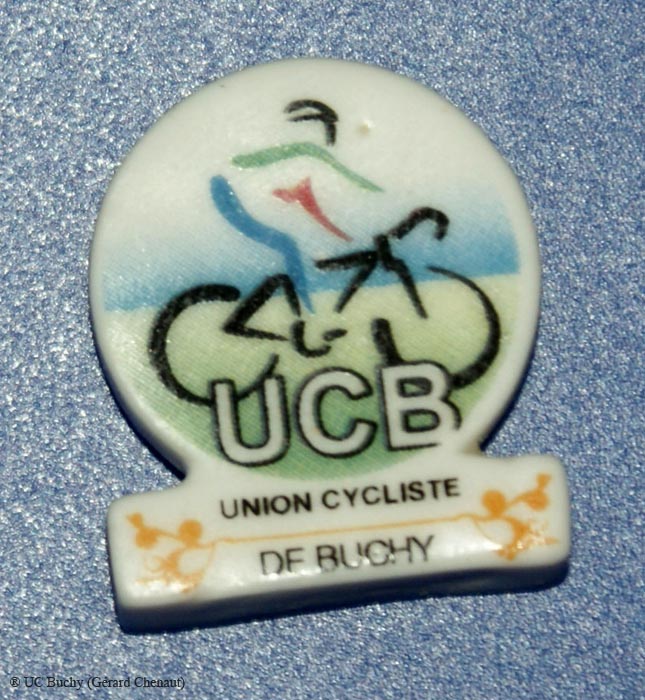 UCB
UNION CYCLISTE
DE BUCHY
® UC Buchy (Gérard Chenaut)